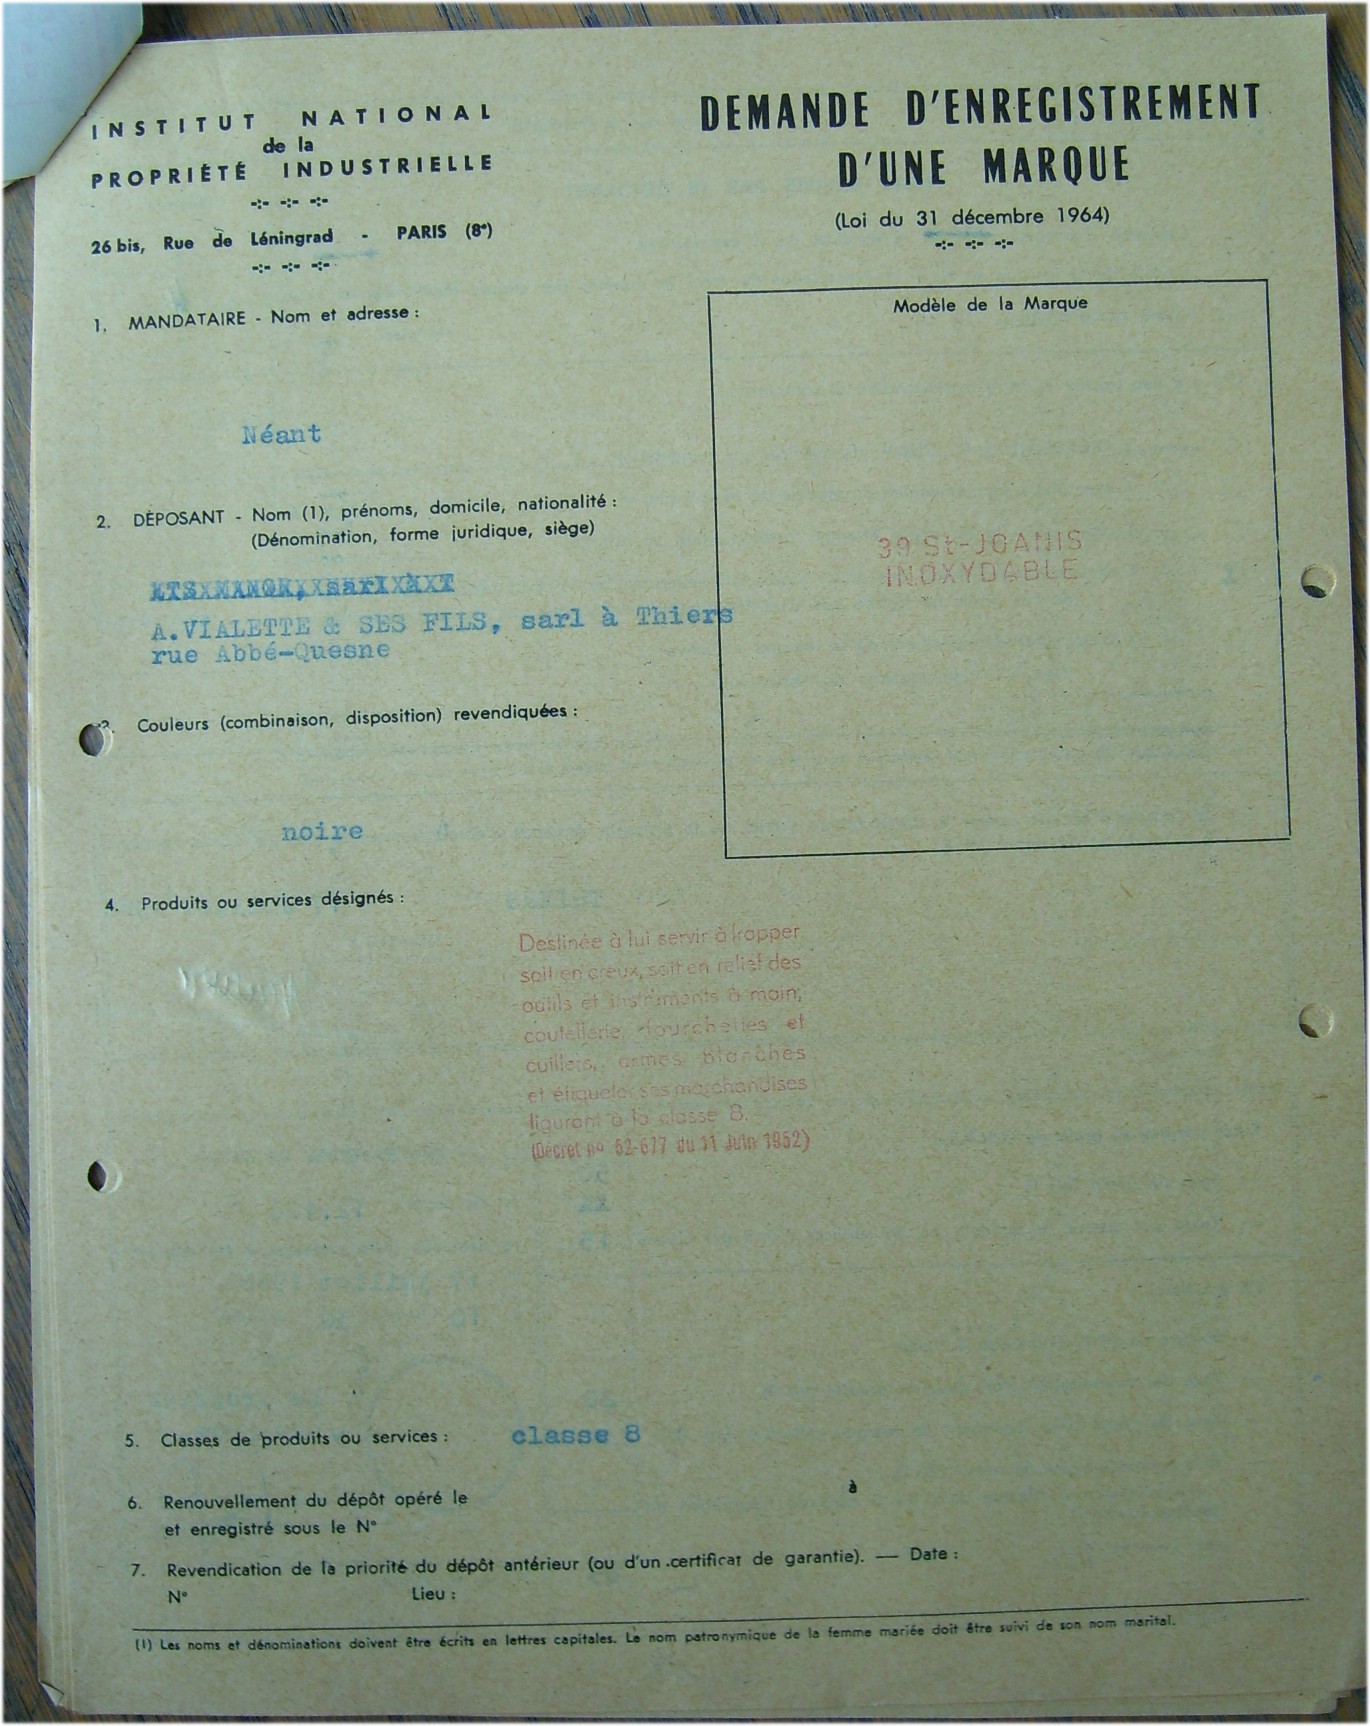 INSTITUT NATIONAL
de la
PROPRIÉTÉ INDUSTRIELLE
26 bis, Rue de Léningrad - PARIS (8e)
DEMANDE D'ENREGISTREMENT
D'UNE MARQUE
(Loi du 31 décembre 1964)
Modèle de la Marque
39 St-JOANIS
INOXYDABLE
1. MANDATAIRE - Nom et adresse :
Néant
2. DÉPOSANT - Nom (1), prénoms, domicile, nationalité :
(Dénomination, forme juridique, siège)
A.VIALETTE & SES FILS, sarl à Thiers
rue Abbé-Quesne
3. Couleurs (combinaison, disposition) revendiquées :
noire
4. Produits ou services désignés :
Destinée à lui servir à frapper
soit en creux, soit en relief des
outils et instruments à main,
coutellerie, fourchettes et
cuillers, armes blanches
et étiqueter ses marchandises
figurant à la classe 8.
(Décret nº 52-677 du 11 Juin 1952)
5. Classes de produits ou services : classe 8
6. Renouvellement du dépôt opéré le à
et enregistré sous le N°
7. Revendication de la priorité du dépôt antérieur (ou d'un certificat de garantie). — Date :
N° Lieu :
(1) Les noms et dénominations doivent être écrits en lettres capitales. Le nom patronymique de la femme mariée doit être suivi de son nom marital.